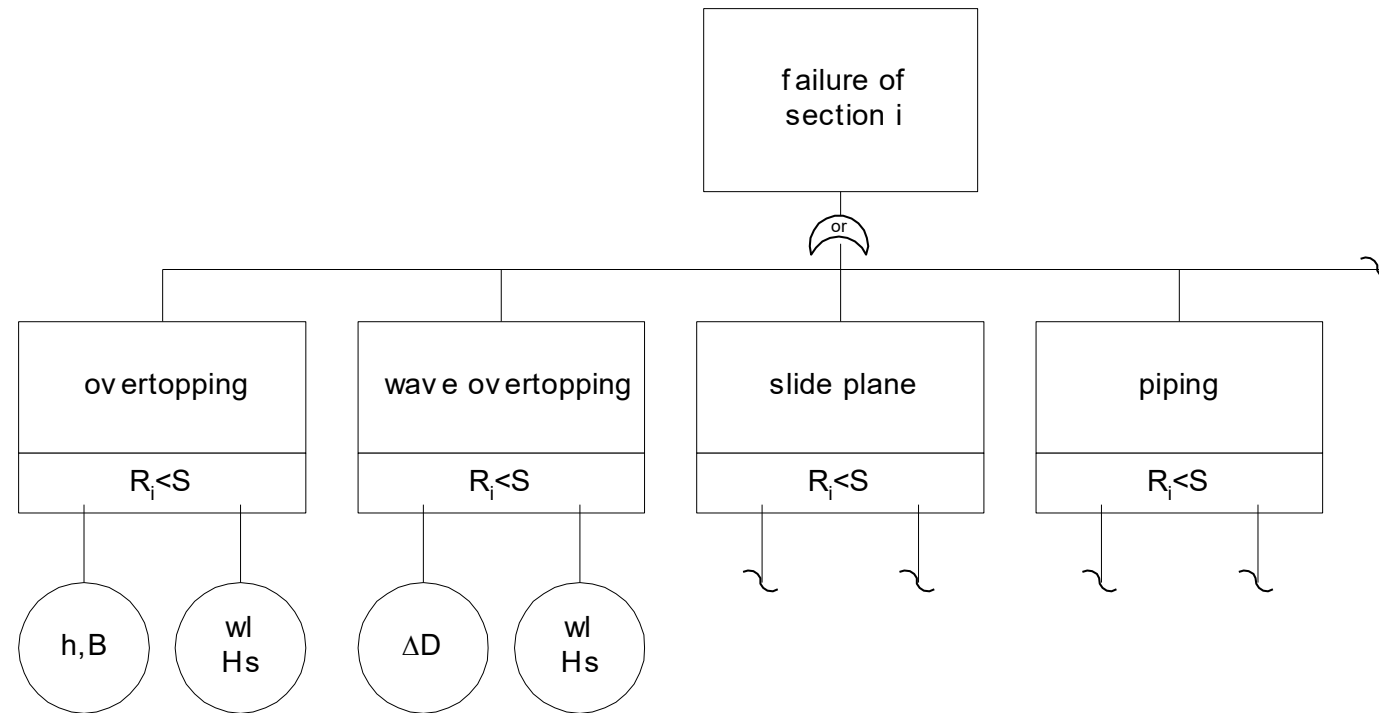 failure of
section i
or
overtopping
wave overtopping
slide plane
piping
Ri<S
Ri<S
Ri<S
Ri<S
h,B
wl
Hs
ΔD
wl
Hs